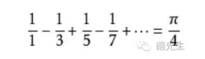 1/1 − 1/3 + 1/5 − 1/7 + ⋯ = π/4